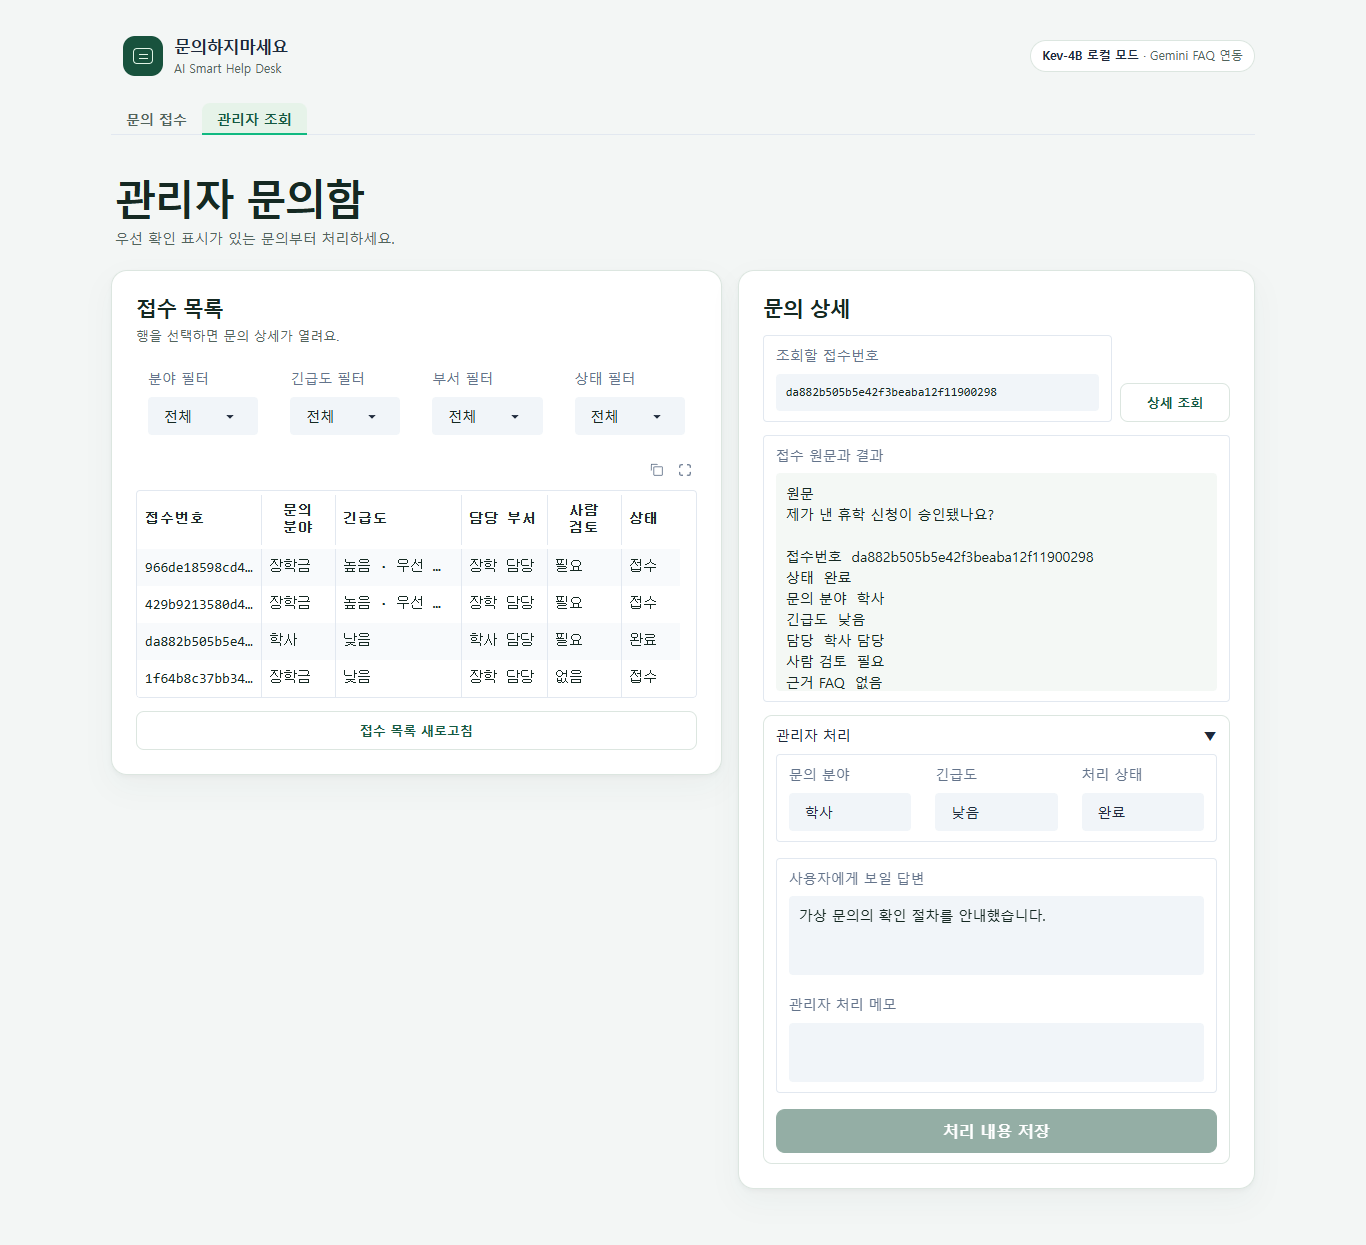 문의하지마세요
AI Smart Help Desk
Kev-4B 로컬 모드 · Gemini FAQ 연동
문의 접수
관리자 조회
관리자 문의함
우선 확인 표시가 있는 문의부터 처리하세요.
접수 목록
행을 선택하면 문의 상세가 열려요.
분야 필터
긴급도 필터
부서 필터
상태 필터
전체
전체
전체
전체
접수번호 문의 분야 긴급도 담당 부서 사람 검토 상태
966de18598cd4… 장학금 높음 · 우선 … 장학 담당 필요 접수
429b9213580d4… 장학금 높음 · 우선 … 장학 담당 필요 접수
da882b505b5e4… 학사 낮음 학사 담당 필요 완료
1f64b8c37bb34… 장학금 낮음 장학 담당 없음 접수
접수 목록 새로고침
문의 상세
조회할 접수번호
da882b505b5e42f3beaba12f11900298
상세 조회
접수 원문과 결과
원문
제가 낸 휴학 신청이 승인됐나요?
접수번호 da882b505b5e42f3beaba12f11900298
상태 완료
문의 분야 학사
긴급도 낮음
담당 학사 담당
사람 검토 필요
근거 FAQ 없음
관리자 처리
문의 분야
긴급도
처리 상태
학사
낮음
완료
사용자에게 보일 답변
가상 문의의 확인 절차를 안내했습니다.
관리자 처리 메모
처리 내용 저장